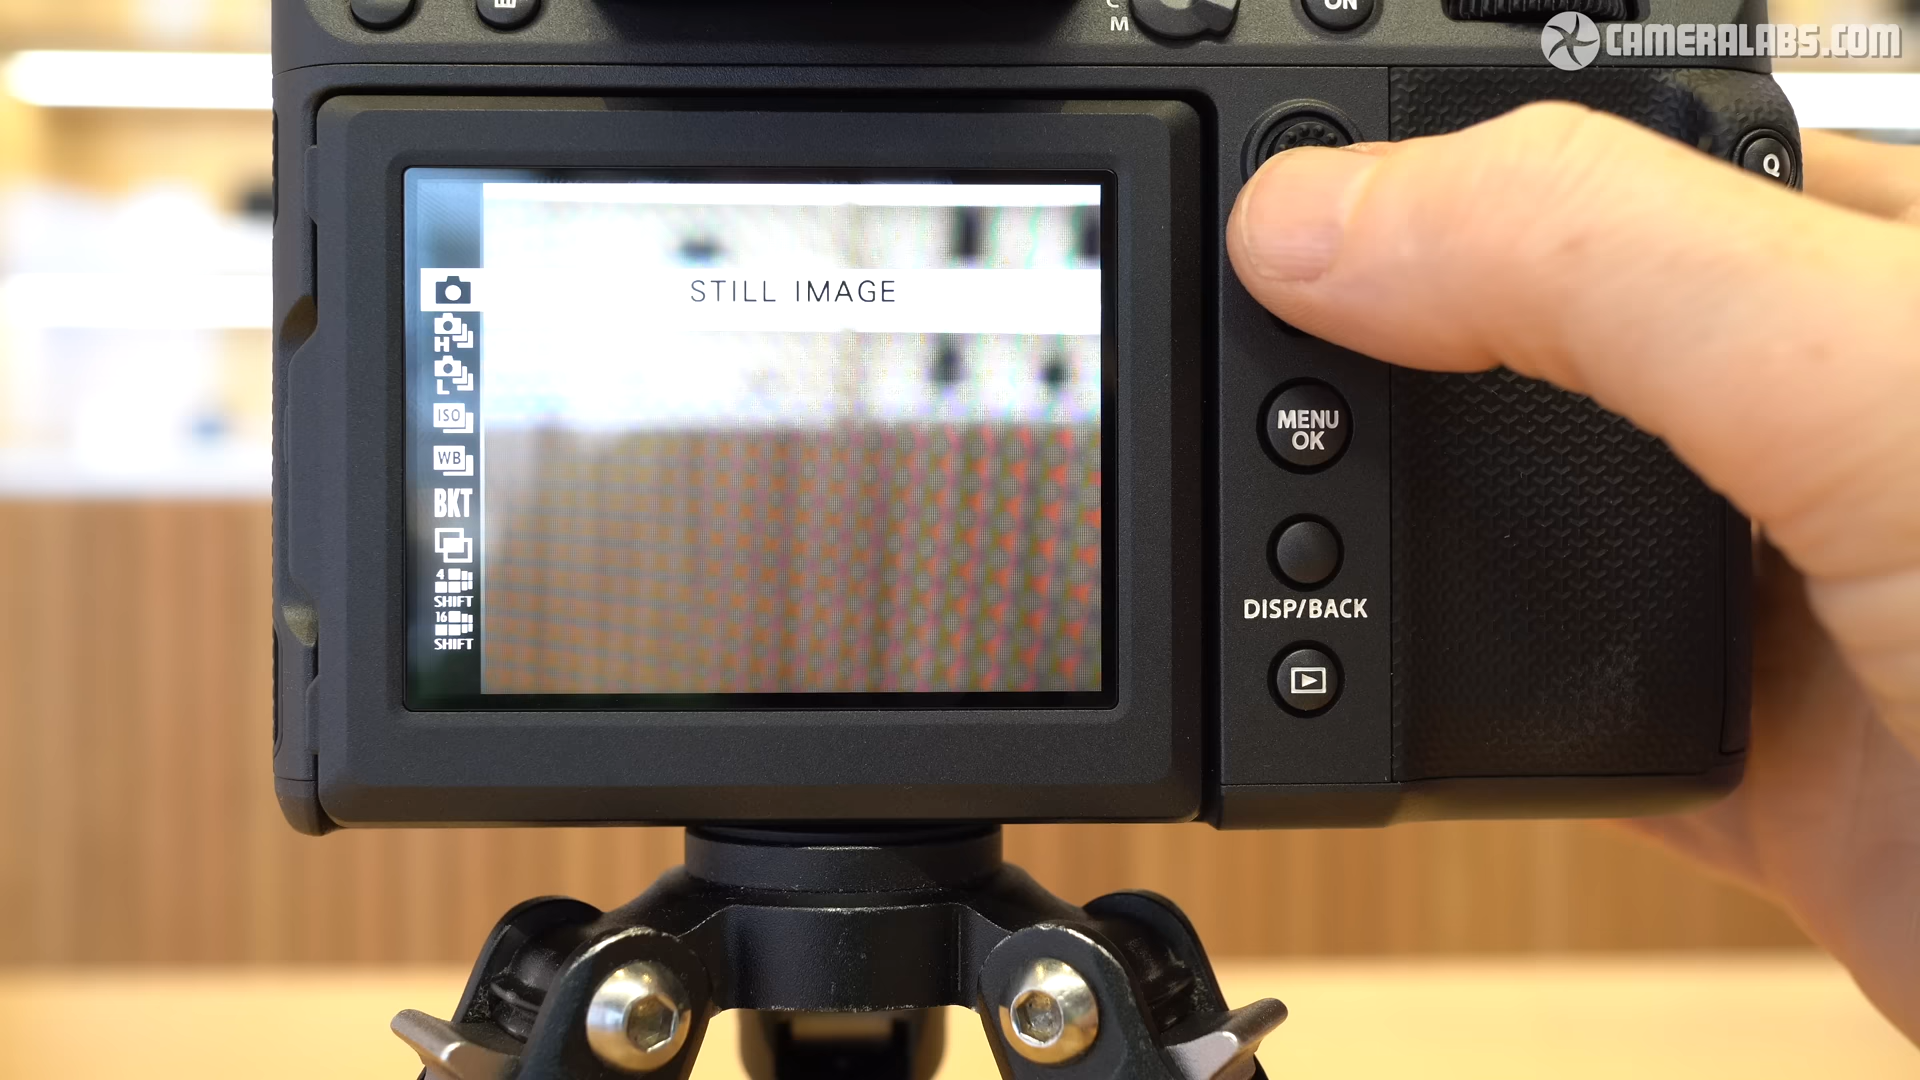 C
M
ON
CAMERALABS.COM
Q
STILL IMAGE
H
L
ISO
WB
BKT
4
SHIFT
16
SHIFT
MENU
OK
DISP/BACK